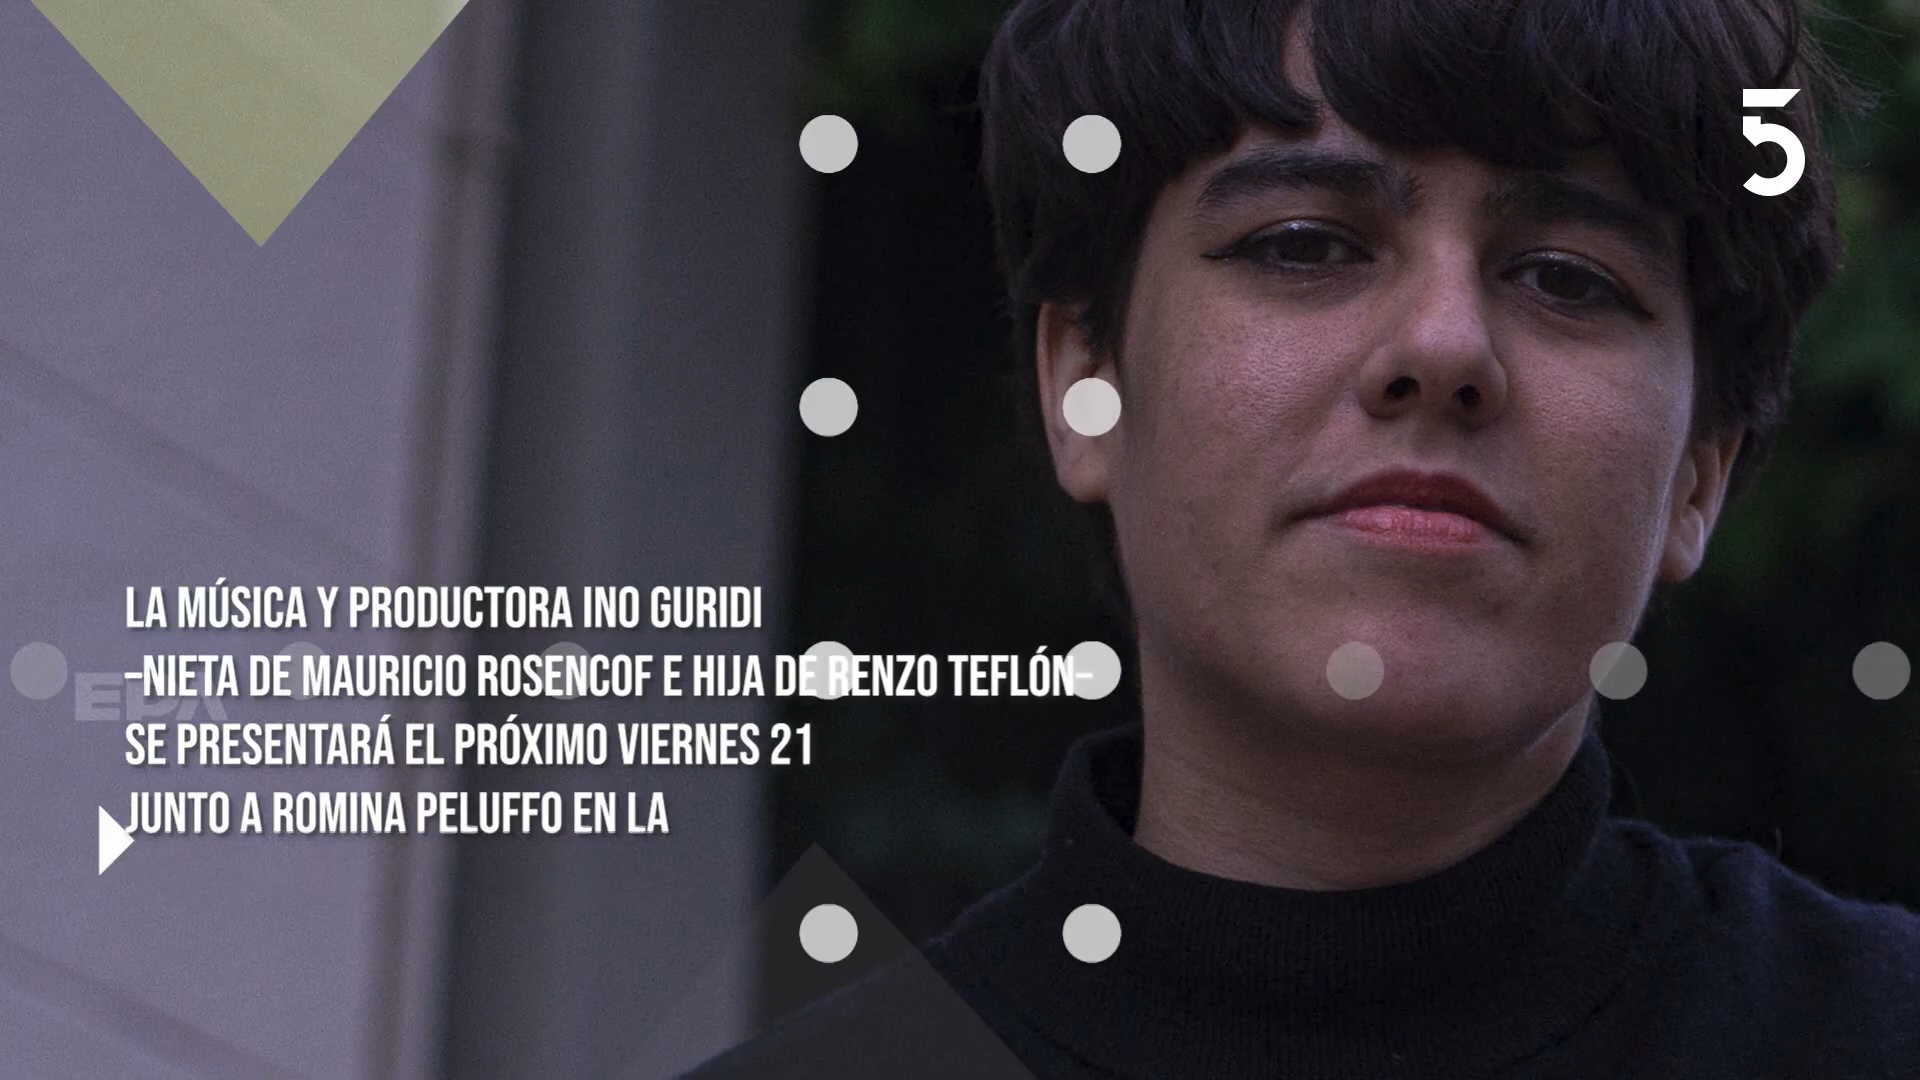 5
LA MÚSICA Y PRODUCTORA INO GURIDI
–NIETA DE MAURICIO ROSENCOF E HIJA DE RENZO TEFLÓN–
SE PRESENTARÁ EL PRÓXIMO VIERNES 21
JUNTO A ROMINA PELUFFO EN LA